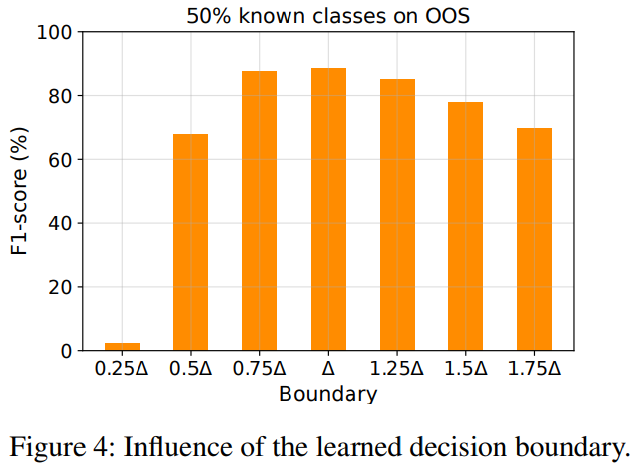 50% known classes on OOS
100
80
60
40
20
0
F1-score (%)
0.25Δ 0.5Δ 0.75Δ Δ 1.25Δ 1.5Δ 1.75Δ
Boundary
Figure 4: Influence of the learned decision boundary.